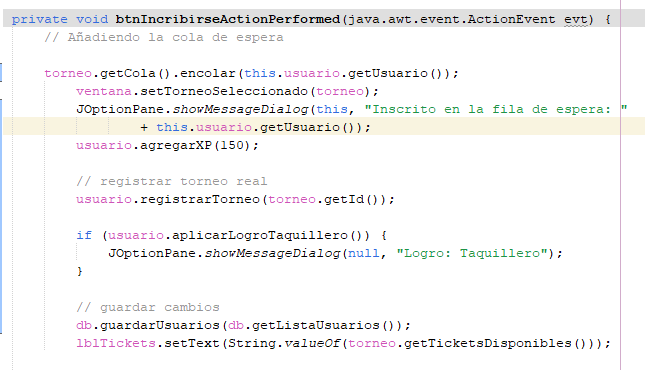 private void btnIncribirseActionPerformed(java.awt.event.ActionEvent evt) {
// Añadiendo la cola de espera
torneo.getCola().encolar(this.usuario.getUsuario());
ventana.setTorneoSeleccionado(torneo);
JOptionPane.showMessageDialog(this, "Inscrito en la fila de espera: "
+ this.usuario.getUsuario());
usuario.agregarXP(150);
// registrar torneo real
usuario.registrarTorneo(torneo.getId());
if (usuario.aplicarLogroTaquillero()) {
JOptionPane.showMessageDialog(null, "Logro: Taquillero");
}
// guardar cambios
db.guardarUsuarios(db.getListaUsuarios());
lblTickets.setText(String.valueOf(torneo.getTicketsDisponibles()));